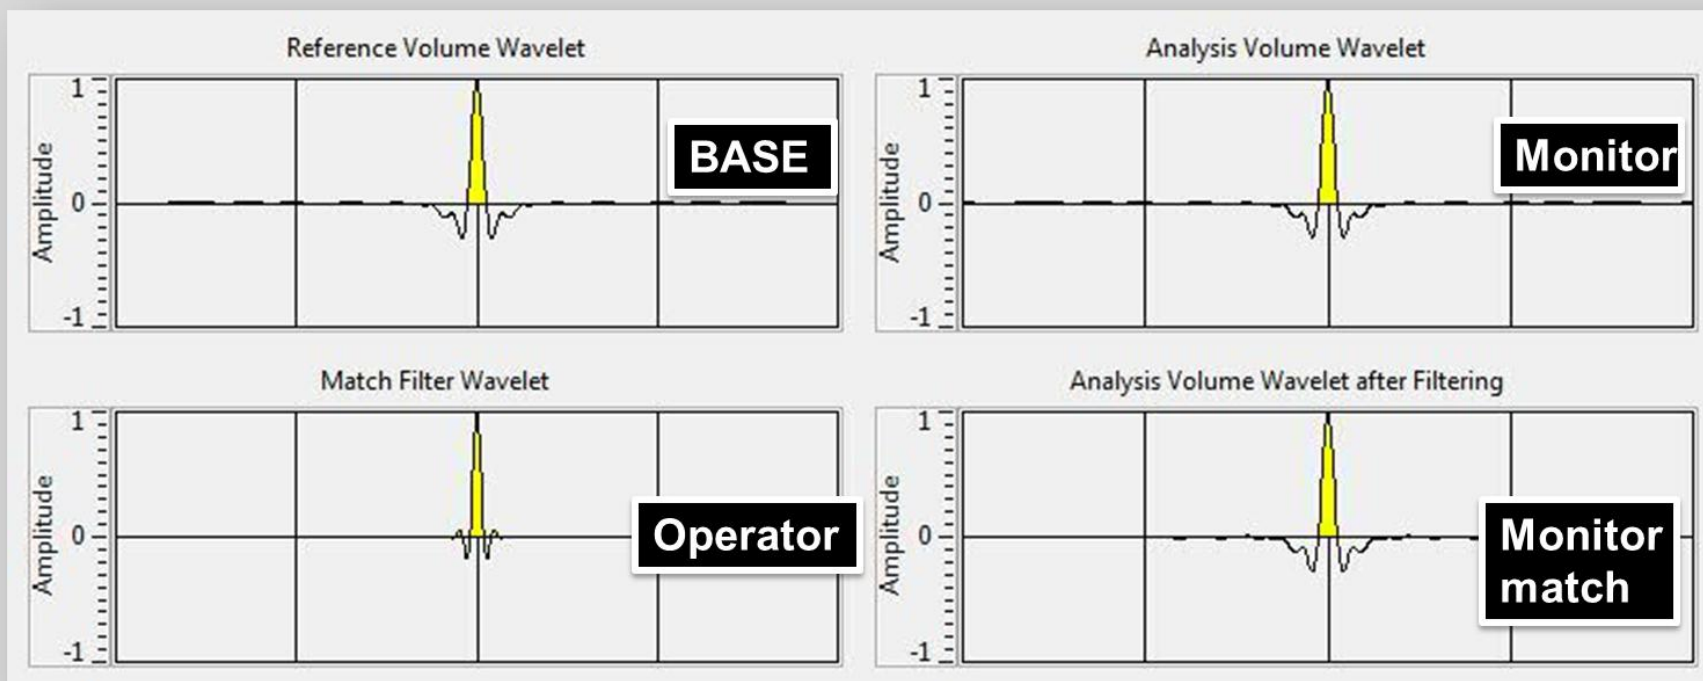 Reference Volume Wavelet
Amplitude
1
0
-1
BASE
Analysis Volume Wavelet
Amplitude
1
0
-1
Monitor
Match Filter Wavelet
Amplitude
1
0
-1
Operator
Analysis Volume Wavelet after Filtering
Amplitude
1
0
-1
Monitor
match